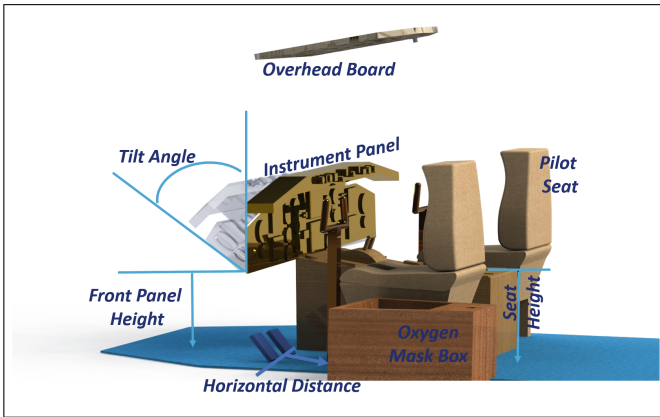 Overhead Board
Tilt Angle
Instrument Panel
Pilot
Seat
Front Panel
Height
Seat
Height
Oxygen
Mask Box
Horizontal Distance